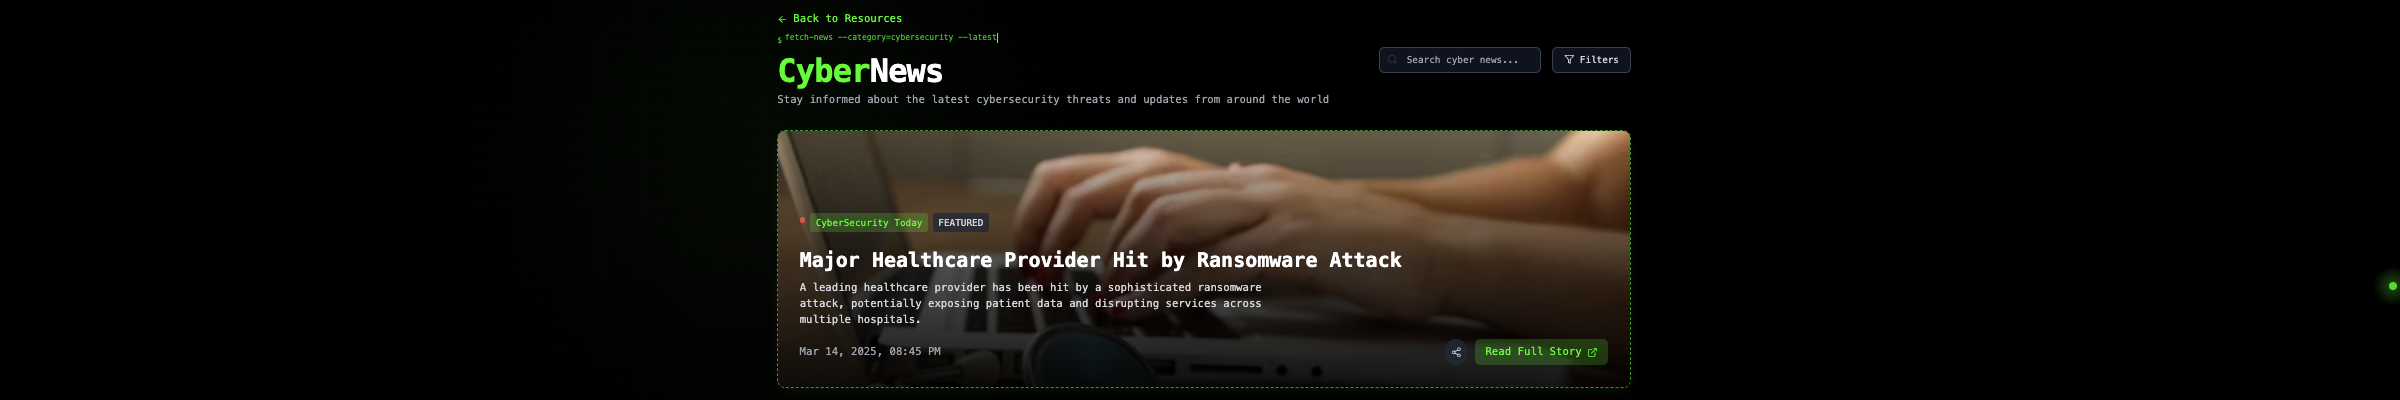 Back to Resources
$ fetch-news --category=cybersecurity --latest
CyberNews
Search cyber news...
Filters
Stay informed about the latest cybersecurity threats and updates from around the world
CyberSecurity Today
FEATURED
Major Healthcare Provider Hit by Ransomware Attack
A leading healthcare provider has been hit by a sophisticated ransomware
attack, potentially exposing patient data and disrupting services across
multiple hospitals.
Mar 14, 2025, 08:45 PM
Read Full Story